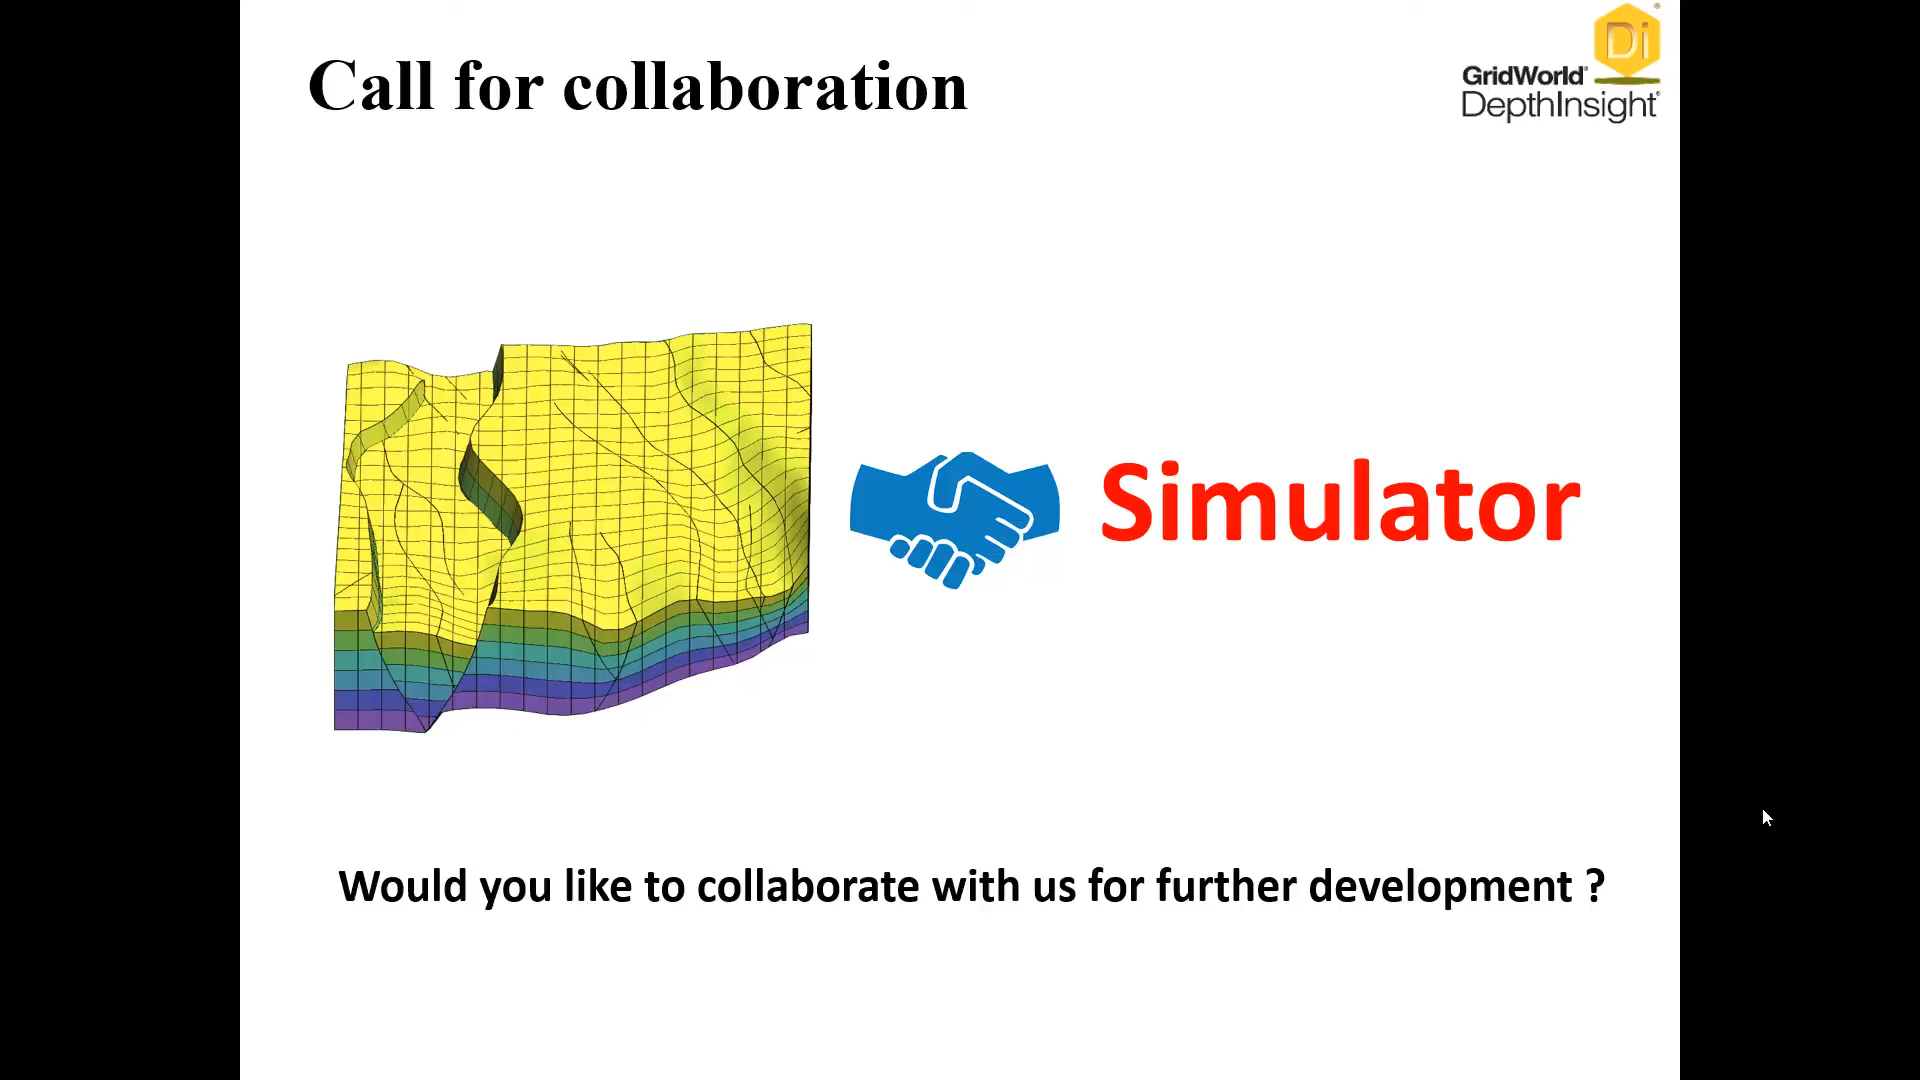 Call for collaboration
Di
GridWorld®
DepthInsight®
Simulator
Would you like to collaborate with us for further development ?